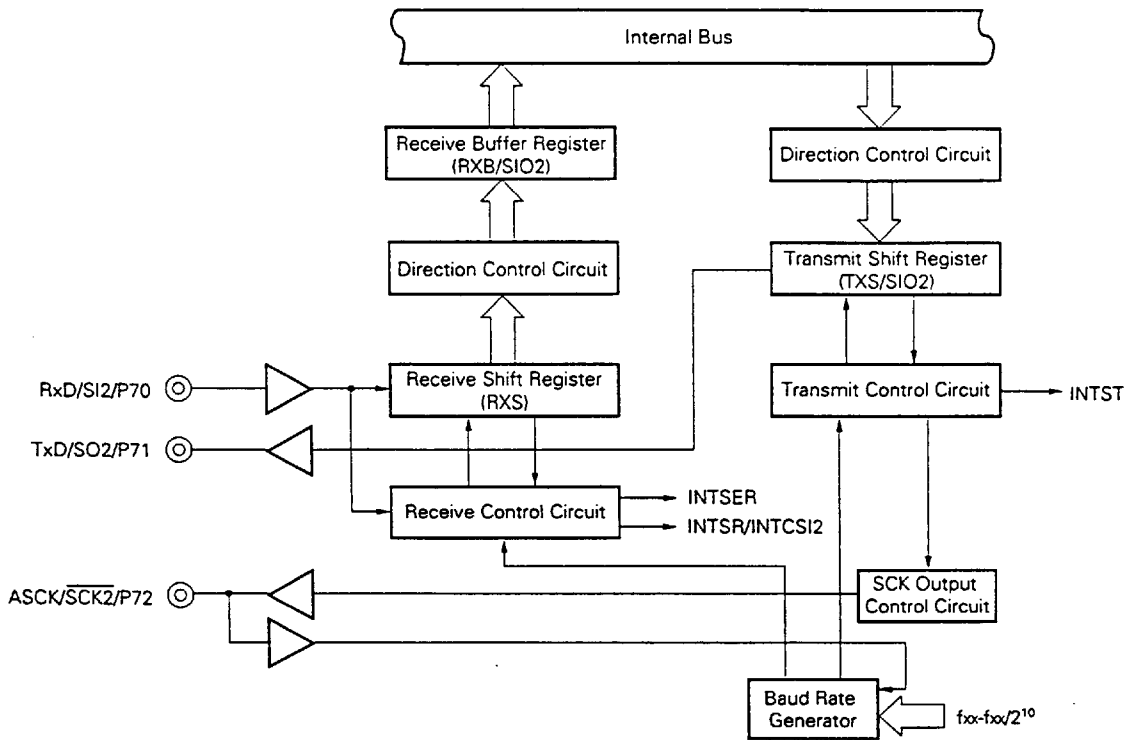 Internal Bus
Receive Buffer Register
(RXB/SIO2)
Direction Control Circuit
Direction Control Circuit
Transmit Shift Register
(TXS/SIO2)
RxD/SI2/P70
Receive Shift Register
(RXS)
Transmit Control Circuit
INTST
TxD/SO2/P71
Receive Control Circuit
INTSER
INTSR/INTCSI2
ASCK/S̅C̅K̅2̅/P72
SCK Output
Control Circuit
Baud Rate
Generator
fxx-fxx/2¹⁰